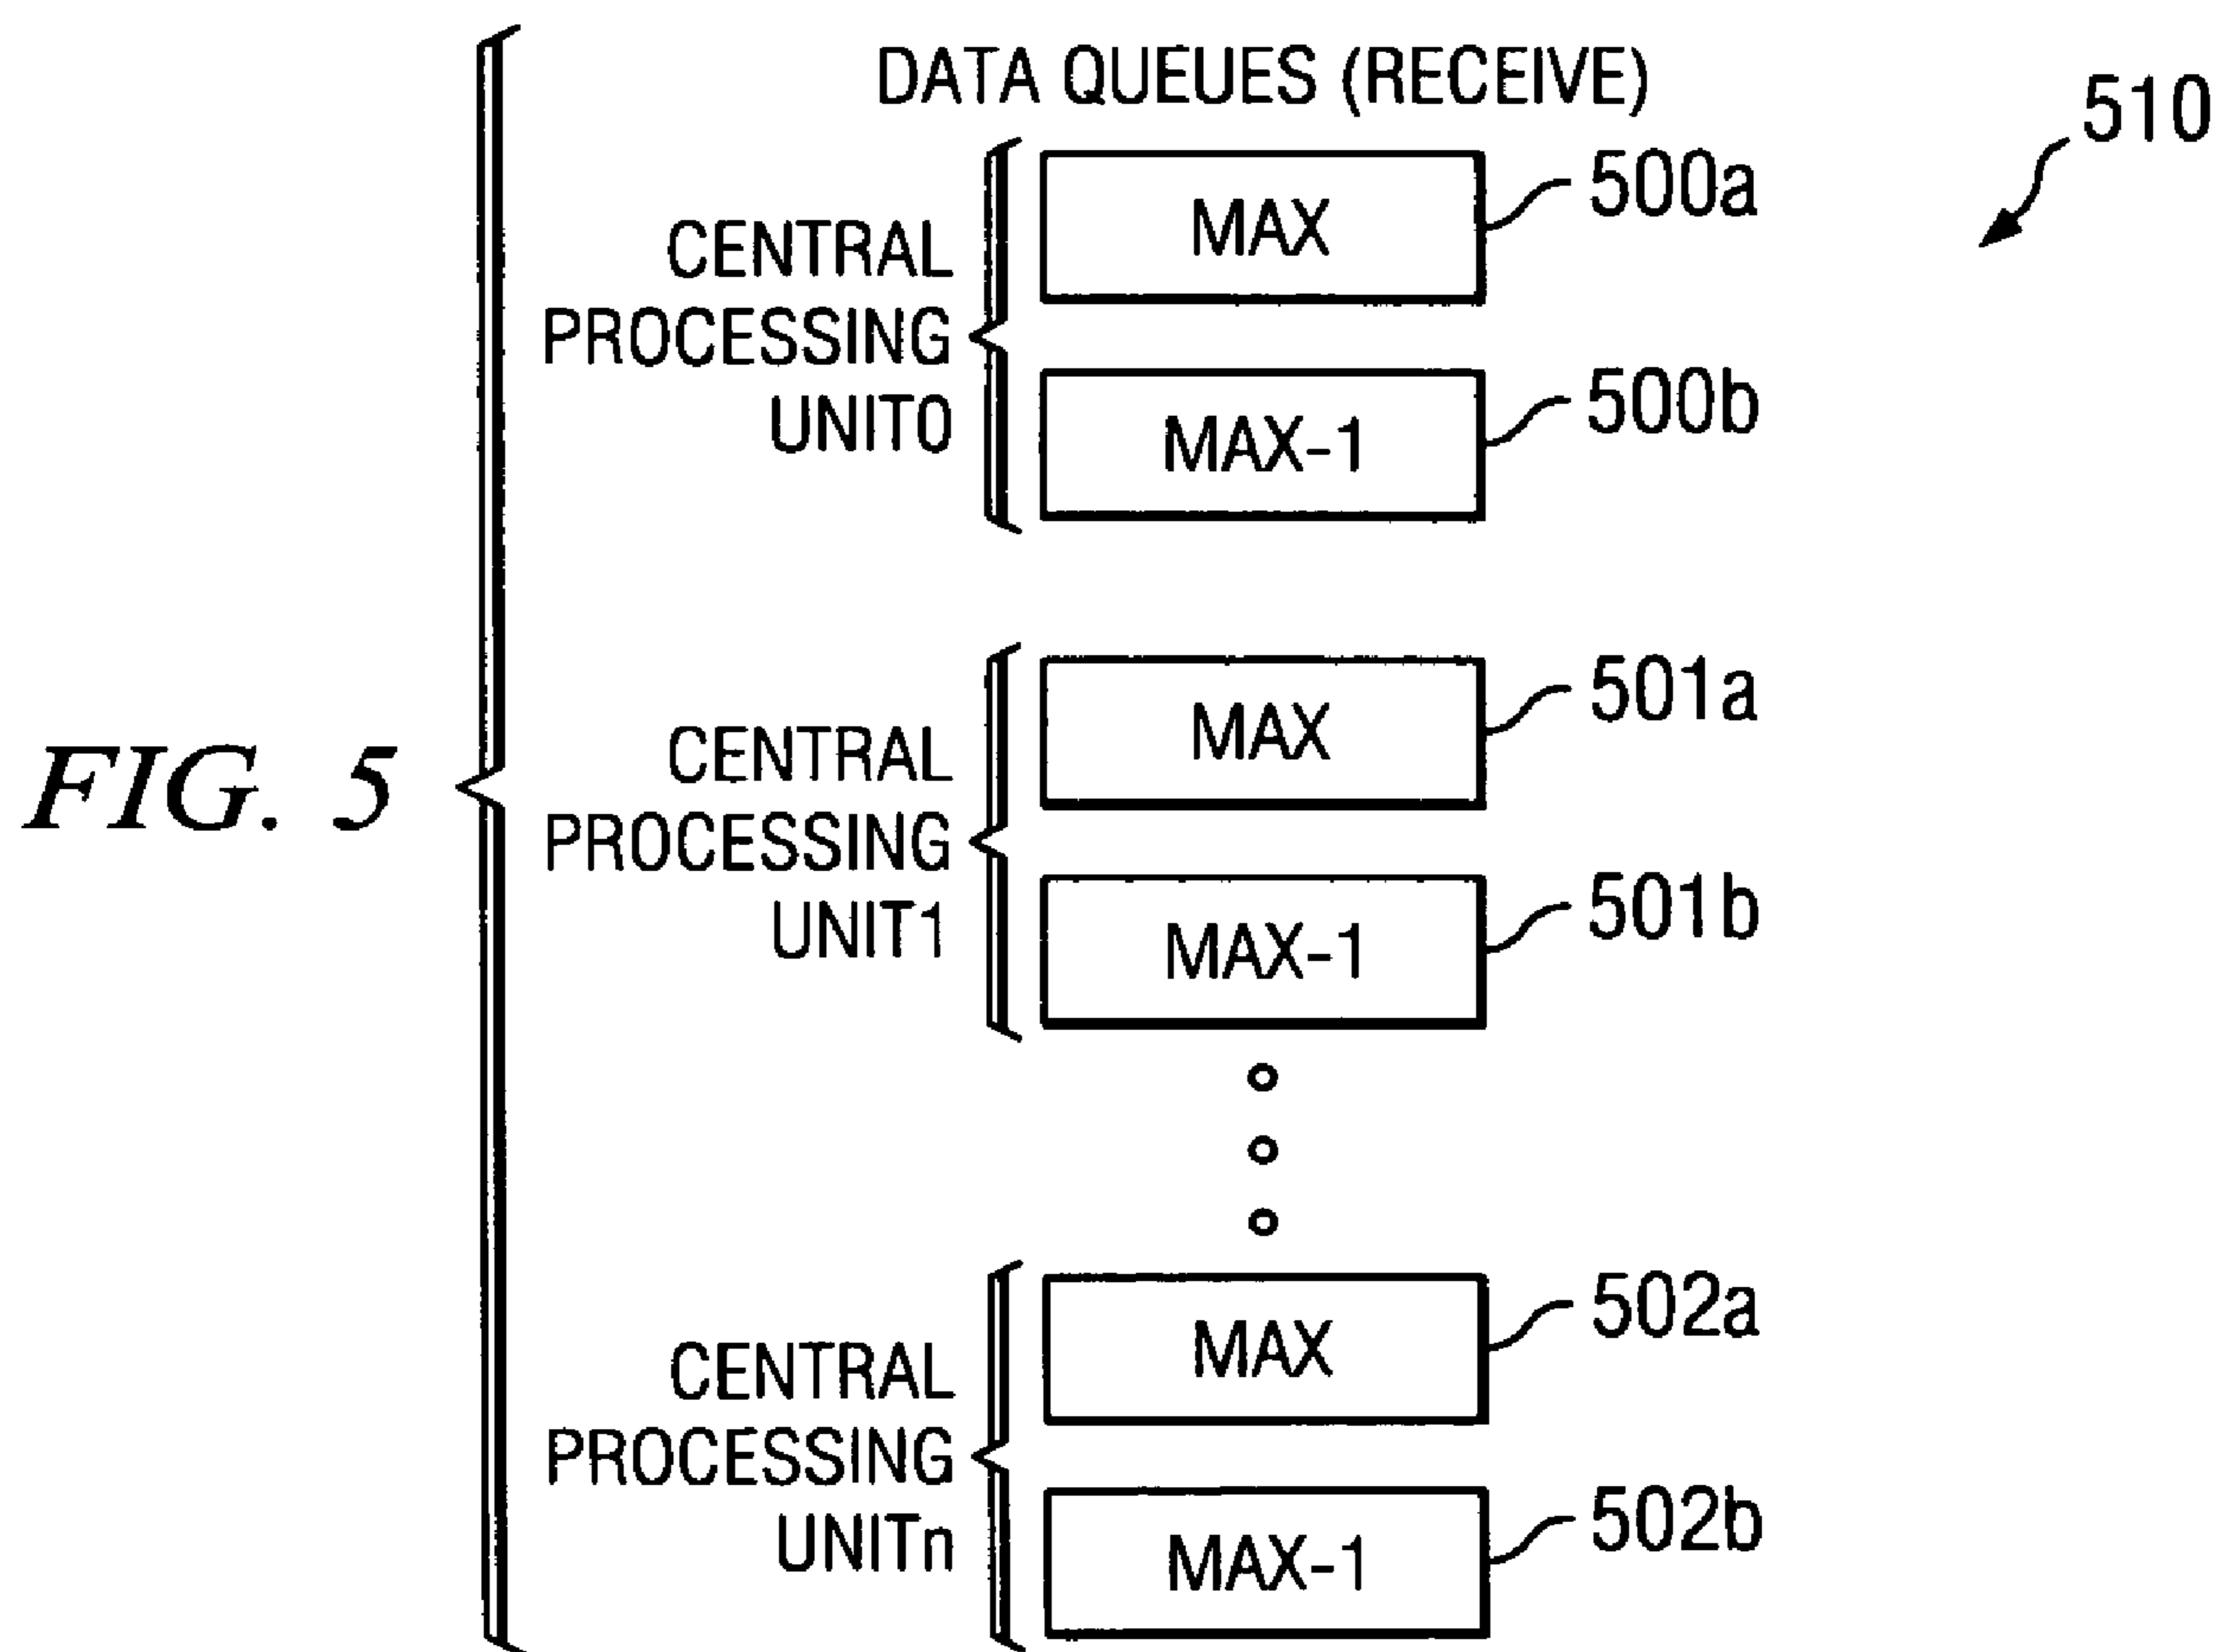 DATA QUEUES (RECEIVE)
510
CENTRAL
PROCESSING
UNIT0
MAX
500a
MAX-1
500b
FIG. 5
CENTRAL
PROCESSING
UNIT1
MAX
501a
MAX-1
501b
CENTRAL
PROCESSING
UNITn
MAX
502a
MAX-1
502b